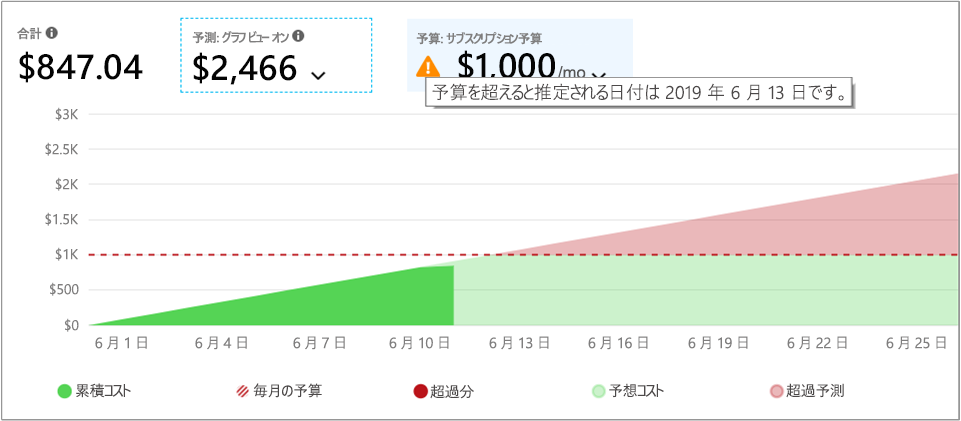 合計
予測: グラフ ビュー オン
予算: サブスクリプション予算
$847.04
$2,466
$1,000/mo
予算を超えると推定される日付は 2019 年 6 月 13 日です。
$3K
$2.5K
$2K
$1.5K
$1K
$500
$0
6 月 1 日
6 月 4 日
6 月 7 日
6 月 10 日
6 月 13 日
6 月 16 日
6 月 19 日
6 月 22 日
6 月 25 日
累積コスト
毎月の予算
超過分
予想コスト
超過予測